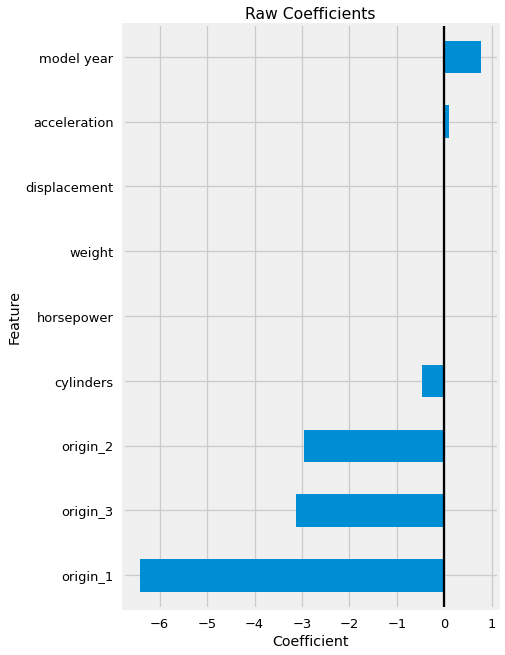 Raw Coefficients
model year
acceleration
displacement
weight
horsepower
cylinders
origin_2
origin_3
origin_1
Feature
−6 −5 −4 −3 −2 −1 0 1
Coefficient